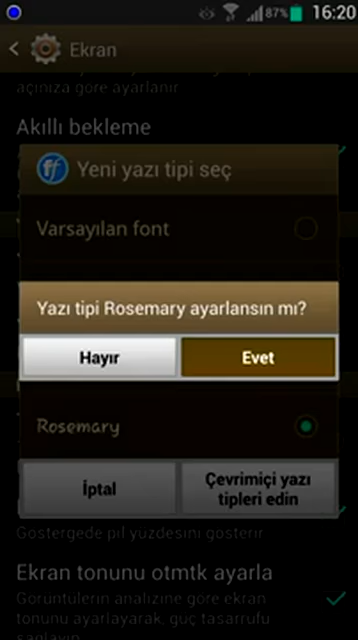 87% 16:20
Ekran
açınıza göre ayarlanır
Akıllı bekleme
Yeni yazı tipi seç
Varsayılan font
Yazı tipi Rosemary ayarlansın mı?
Hayır Evet
Rosemary
İptal Çevrimiçi yazı
tipleri edin
Göstergede pil yüzdesini gösterir
Ekran tonunu otmtk ayarla
Görüntülerin analizine göre ekran
tonunu ayarlayarak, güç tasarrufu
sağlayın